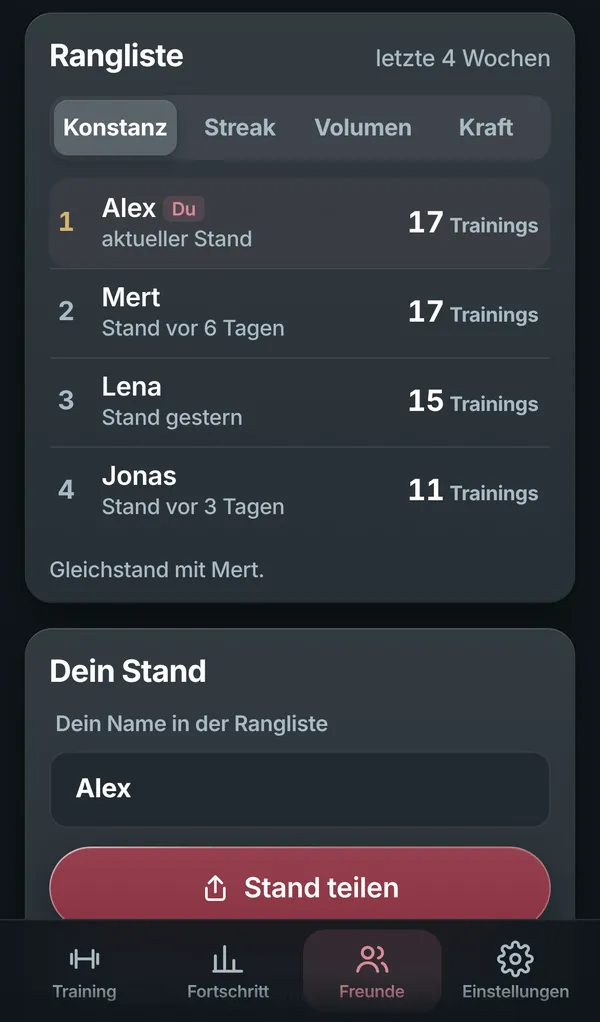 Rangliste
letzte 4 Wochen
Konstanz Streak Volumen Kraft
1 Alex Du 17 Trainings
aktueller Stand
2 Mert 17 Trainings
Stand vor 6 Tagen
3 Lena 15 Trainings
Stand gestern
4 Jonas 11 Trainings
Stand vor 3 Tagen
Gleichstand mit Mert.
Dein Stand
Dein Name in der Rangliste
Alex
Stand teilen
Training Fortschritt Freunde Einstellungen